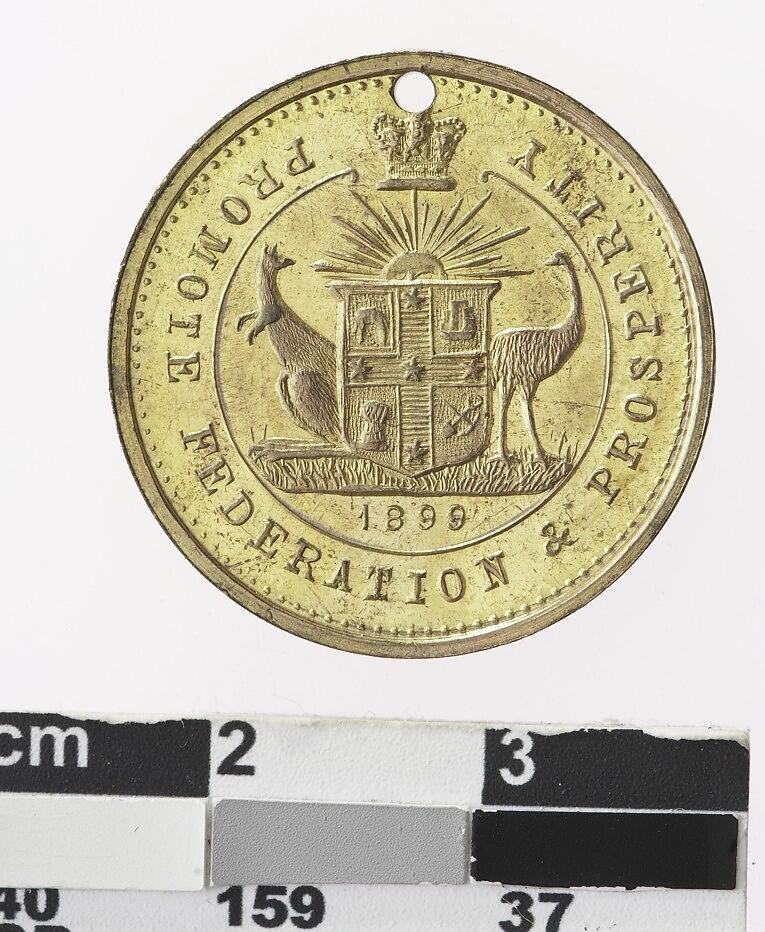 PROMOTE FEDERATION & PROSPERITY
1899
cm 2 3
159 37